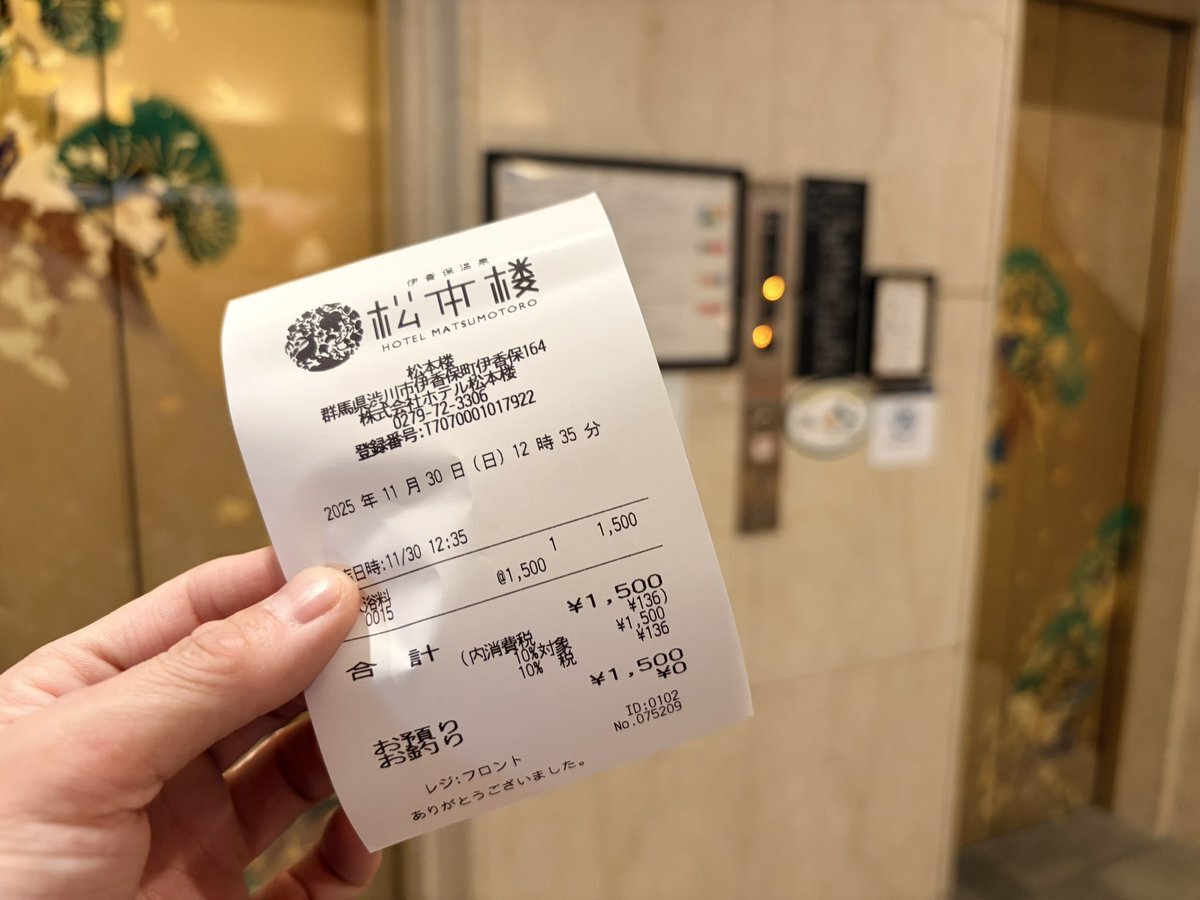 伊香保温泉
松本楼
HOTEL MATSUMOTORO
松本楼
群馬県渋川市伊香保町伊香保164
株式会社ホテル松本楼
0279-72-3306
登録番号:T7070001017922
2025 年 11 月 30 日 (日) 12 時 35 分
日時:11/30 12:35
浴料 1 1,500
0015 @1,500
合 計 ¥1,500
(内消費税 ¥136)
10%対象 ¥1,500
10% 税 ¥136
お預り ¥1,500
お釣り ¥0
ID:0102
No.075209
レジ:フロント
ありがとうございました。